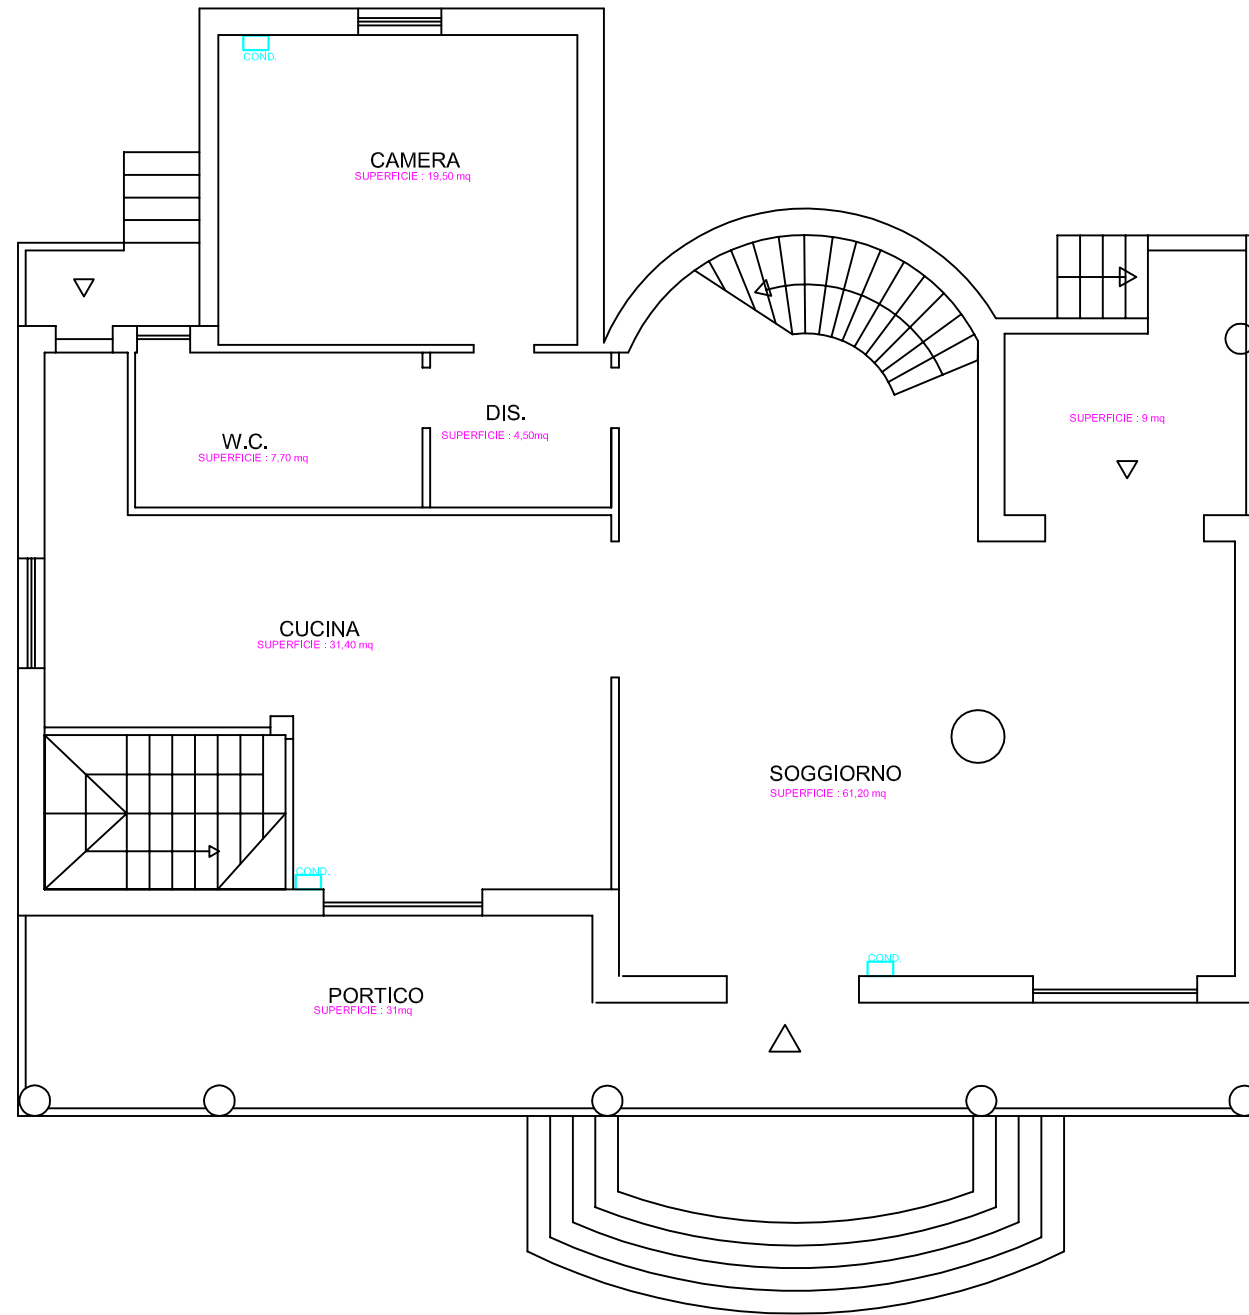 COND.
CAMERA
SUPERFICIE : 19,50 mq
DIS.
SUPERFICIE : 4,50mq
SUPERFICIE : 9 mq
W.C.
SUPERFICIE : 7,70 mq
CUCINA
SUPERFICIE : 31,40 mq
SOGGIORNO
SUPERFICIE : 61,20 mq
COND.
COND.
PORTICO
SUPERFICIE : 31mq